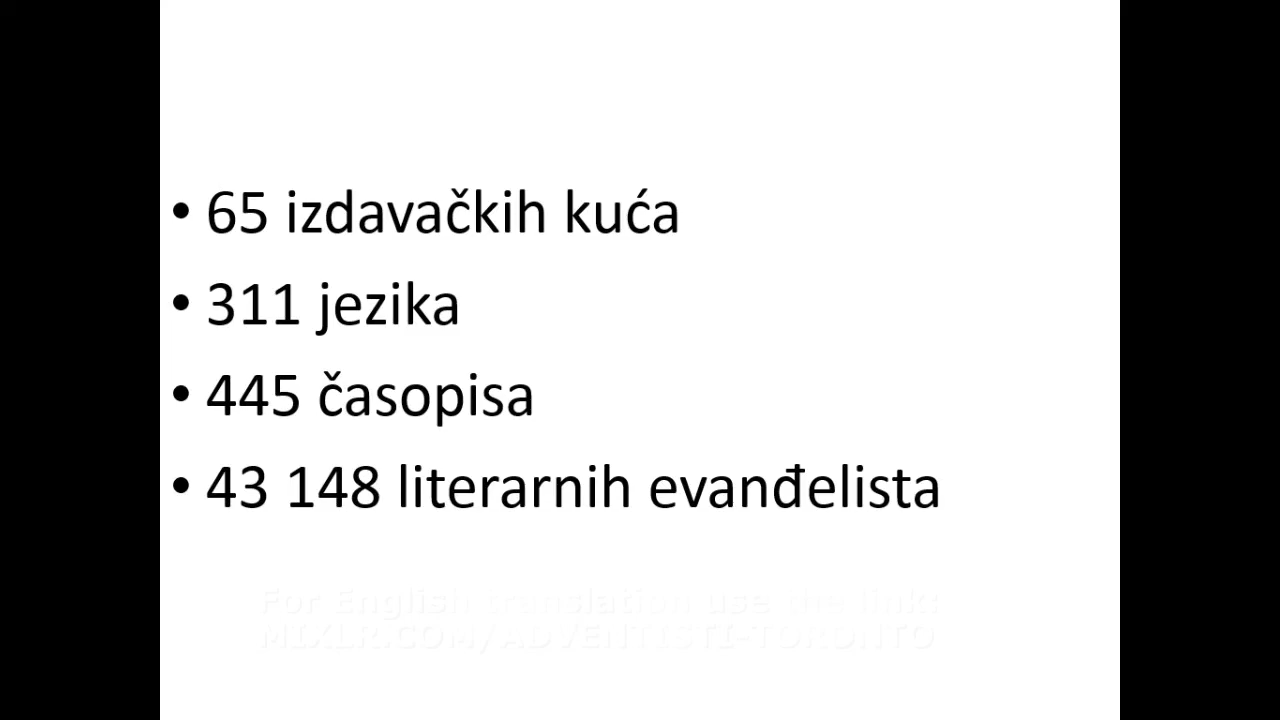 • 65 izdavačkih kuća
• 311 jezika
• 445 časopisa
• 43 148 literarnih evanđelista
For English translation use the link:
MIXLR.COM/ADVENTISTI-TORONTO